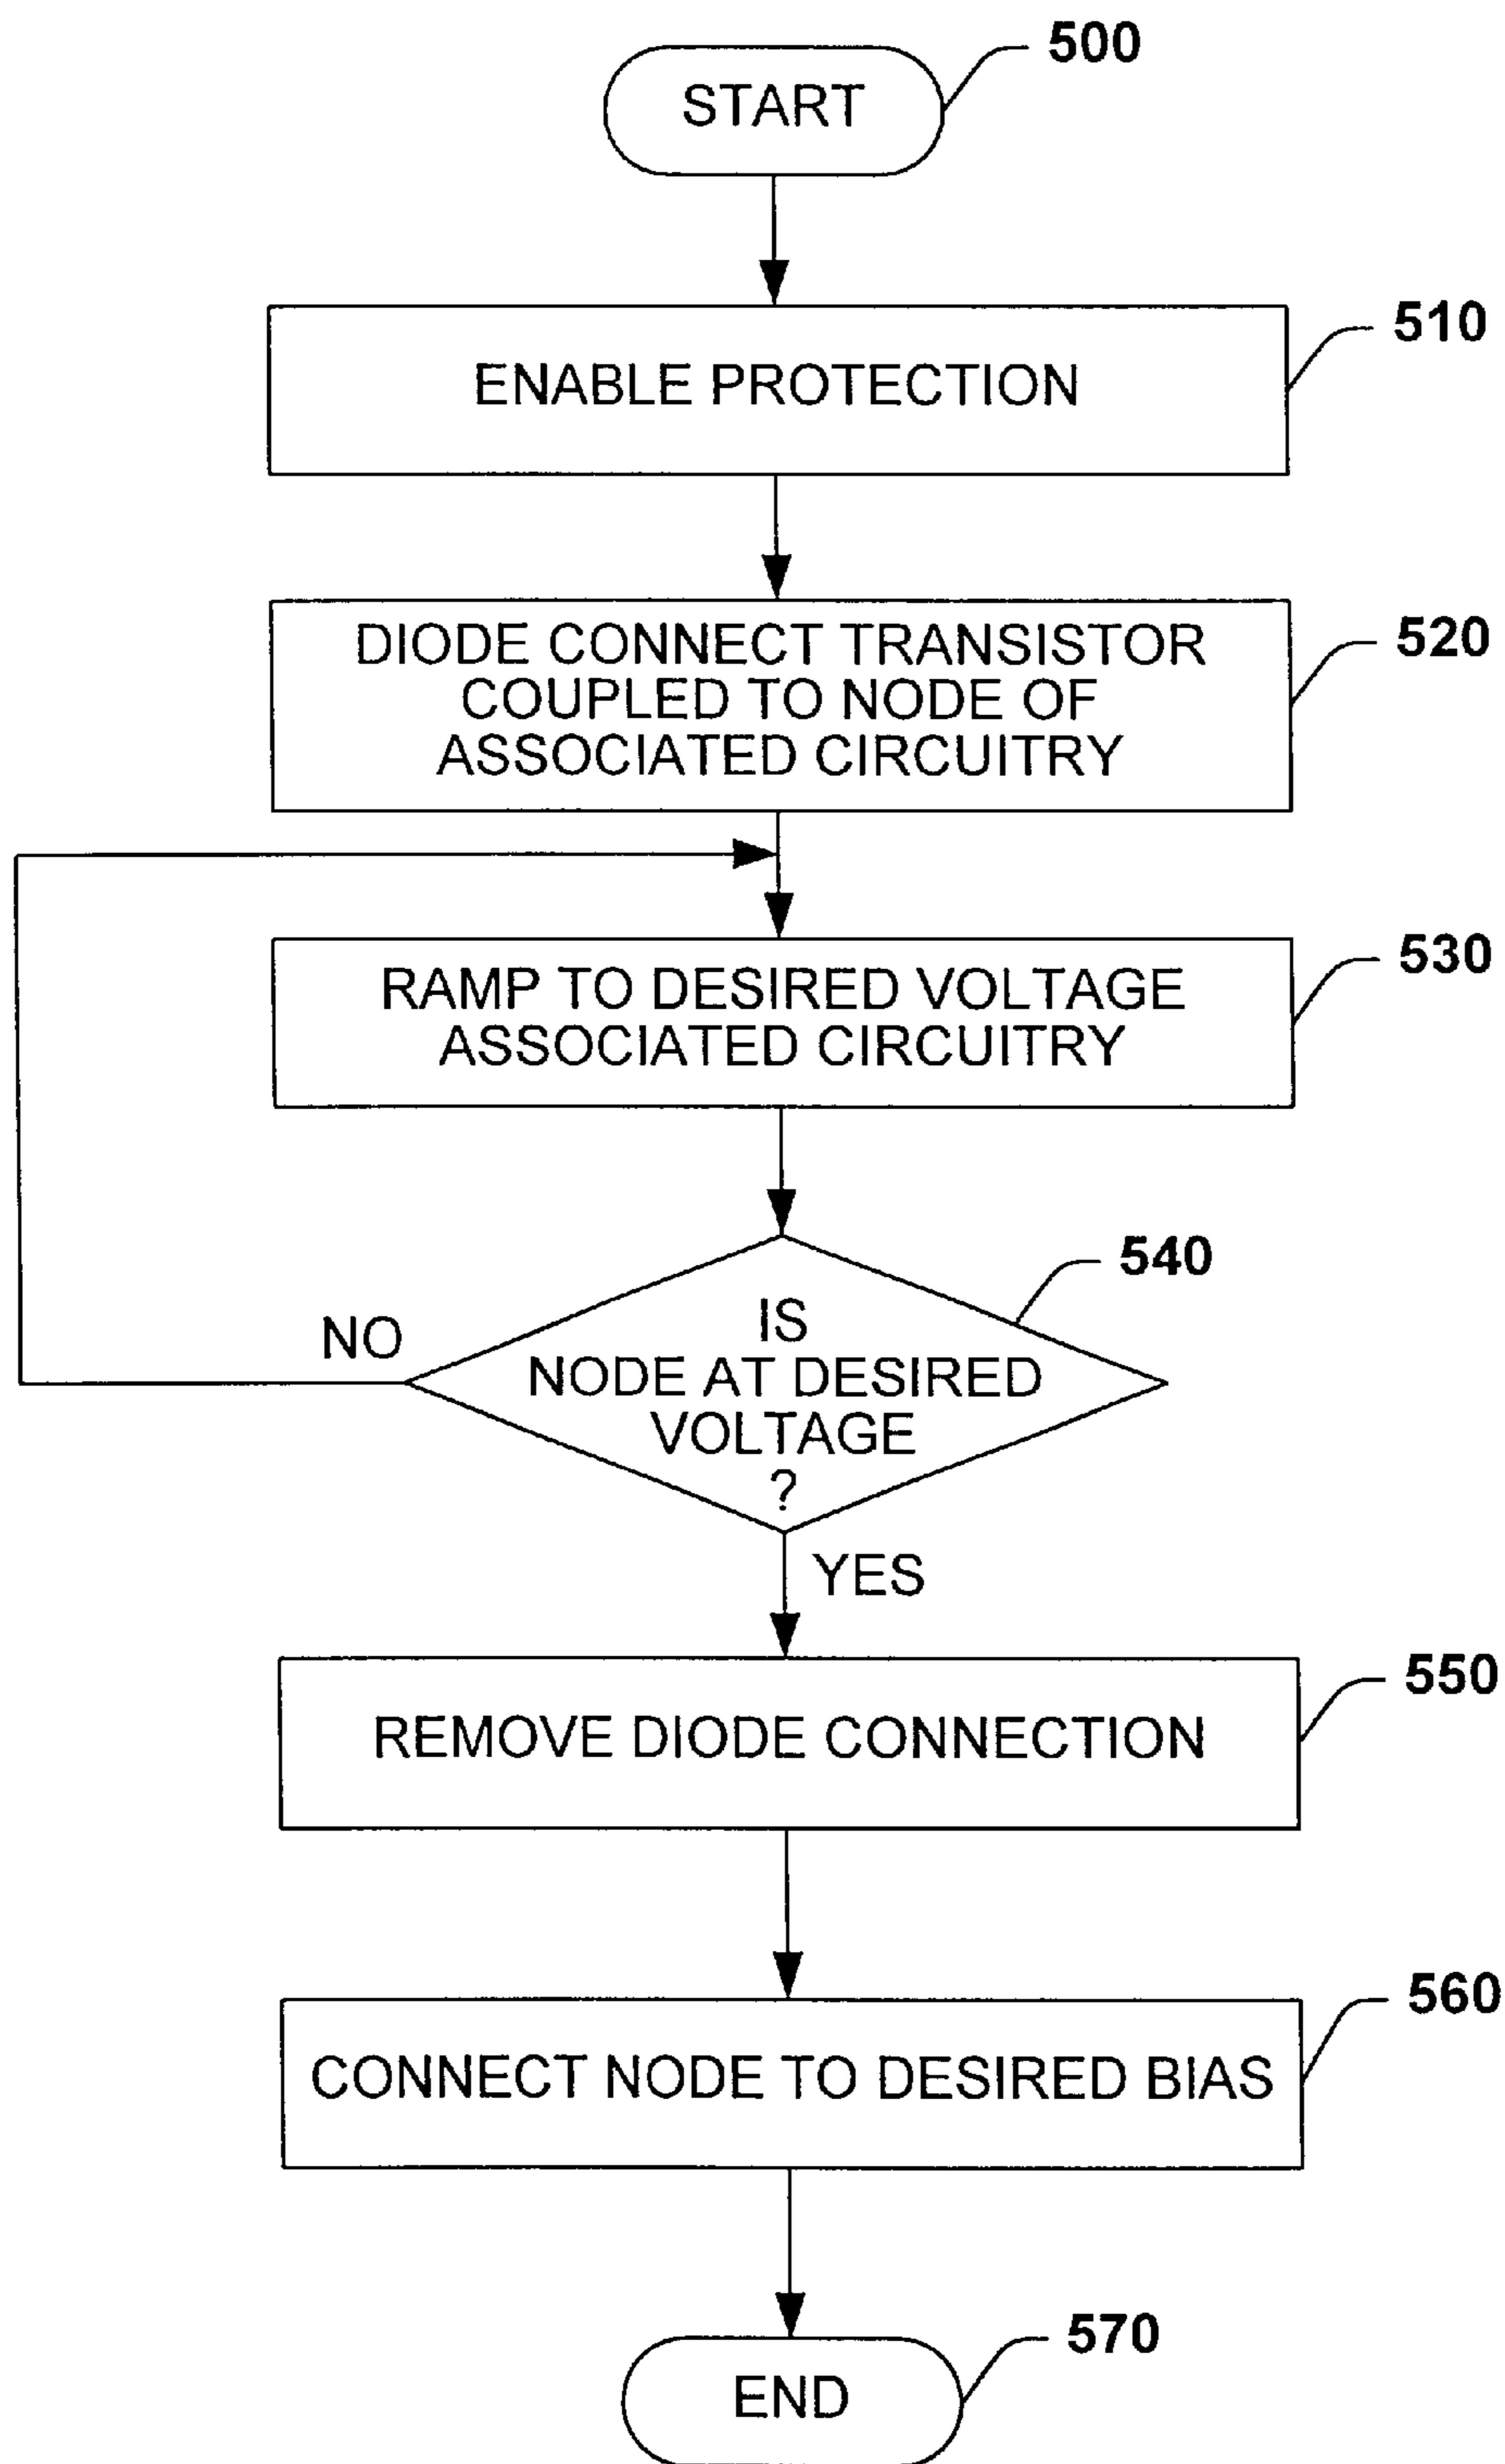 500
START
510
ENABLE PROTECTION
520
DIODE CONNECT TRANSISTOR
COUPLED TO NODE OF
ASSOCIATED CIRCUITRY
530
RAMP TO DESIRED VOLTAGE
ASSOCIATED CIRCUITRY
540
IS
NODE AT DESIRED
VOLTAGE
?
NO
YES
550
REMOVE DIODE CONNECTION
560
CONNECT NODE TO DESIRED BIAS
570
END